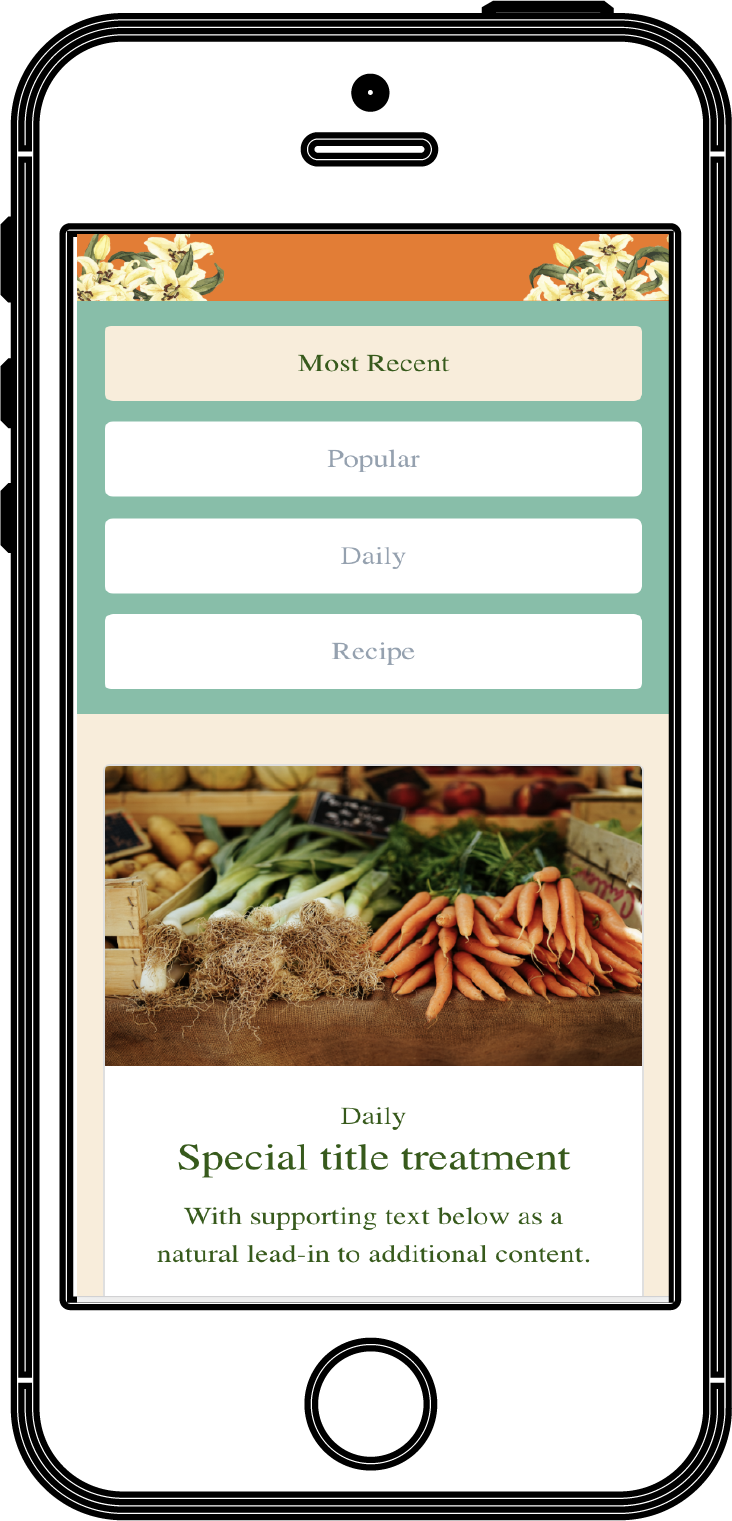 Most Recent
Popular
Daily
Recipe
Daily
Special title treatment
With supporting text below as a
natural lead-in to additional content.